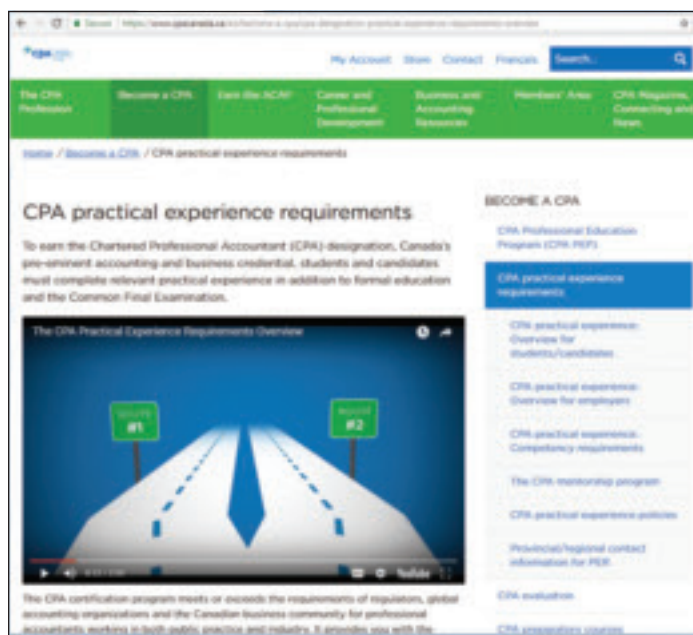 Secure
cpa
My Account Store Contact Français Search...
The CPA
Profession
Become a CPA
Earn the ACAF
Career and
Professional
Development
Business and
Accounting
Resources
Members' Area
CPA Magazine,
Connecting and
News
Home / Become a CPA / CPA practical experience requirements
CPA practical experience requirements
To earn the Chartered Professional Accountant (CPA) designation, Canada's
pre-eminent accounting and business credential, students and candidates
must complete relevant practical experience in addition to formal education
and the Common Final Examination.
The CPA Practical Experience Requirements Overview
ROUTE
#1
ROUTE
#2
YouTube
The CPA certification program meets or exceeds the requirements of regulators, global
accounting organizations and the Canadian business community for professional
accountants working in both public practice and industry. It provides you with the
BECOME A CPA
CPA Professional Education
Program (CPA PEP)
CPA practical experience
requirements
CPA practical experience:
Overview for
students/candidates
CPA practical experience:
Overview for employers
CPA practical experience:
Competency requirements
The CPA mentorship program
CPA practical experience policies
Provincial/regional contact
information for PER
CPA evaluation
CPA preparatory courses